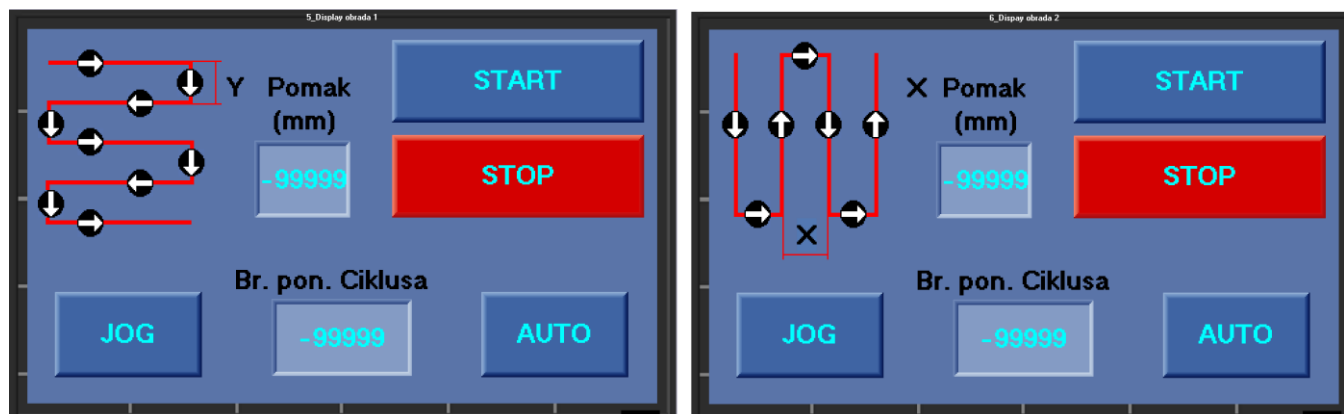 5_Display obrada 1
START
Y Pomak
(mm)
-99999
STOP
Br. pon. Ciklusa
JOG
-99999
AUTO
6_Dispay obrada 2
START
X Pomak
(mm)
-99999
STOP
X
Br. pon. Ciklusa
JOG
-99999
AUTO